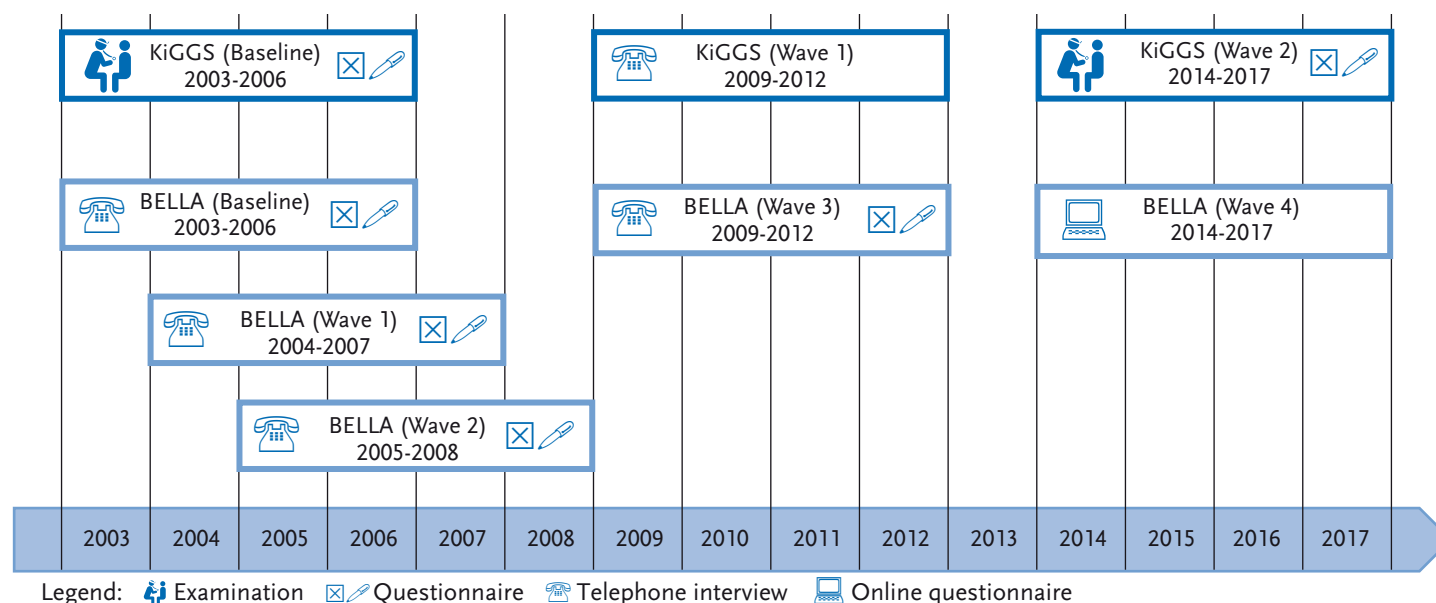 KiGGS (Baseline)
2003-2006
KiGGS (Wave 1)
2009-2012
KiGGS (Wave 2)
2014-2017
BELLA (Baseline)
2003-2006
BELLA (Wave 3)
2009-2012
BELLA (Wave 4)
2014-2017
BELLA (Wave 1)
2004-2007
BELLA (Wave 2)
2005-2008
2003 2004 2005 2006 2007 2008 2009 2010 2011 2012 2013 2014 2015 2016 2017
Legend: Examination Questionnaire Telephone interview Online questionnaire